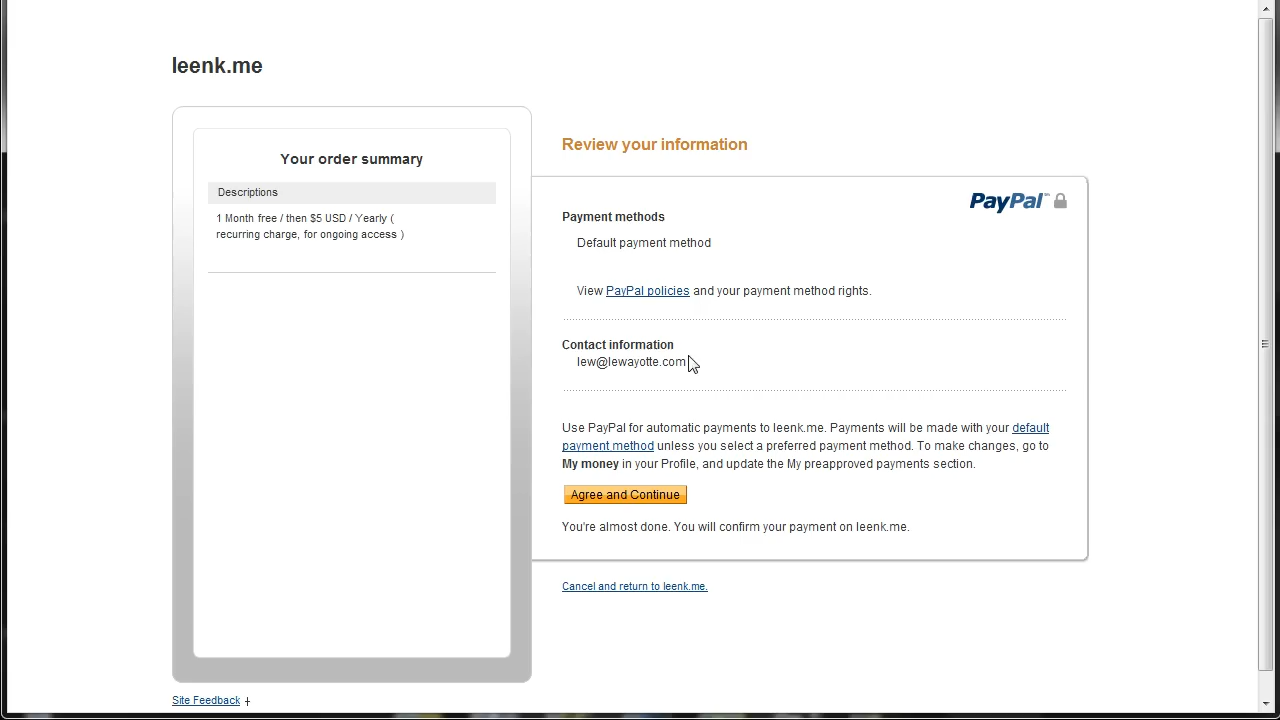 leenk.me
Your order summary
Descriptions
1 Month free / then $5 USD / Yearly (
recurring charge, for ongoing access )
Review your information
PayPal™
Payment methods
Default payment method
View PayPal policies and your payment method rights.
Contact information
lew@lewayotte.com
Use PayPal for automatic payments to leenk.me. Payments will be made with your default
payment method unless you select a preferred payment method. To make changes, go to
My money in your Profile, and update the My preapproved payments section.
Agree and Continue
You're almost done. You will confirm your payment on leenk.me.
Cancel and return to leenk.me.
Site Feedback